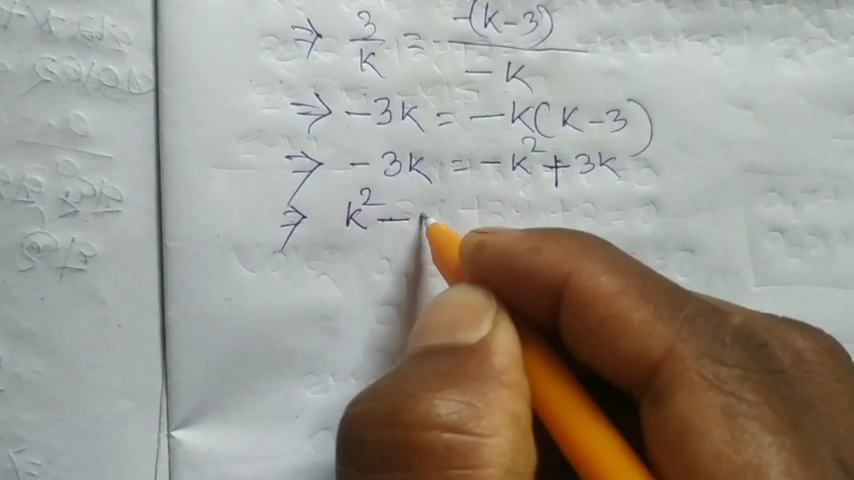 ⇒ 3/k = -(k-3)/-k
⇒ -3k = -k(k-3)
⇒ -3k = -k² + 3k
⇒ k² -